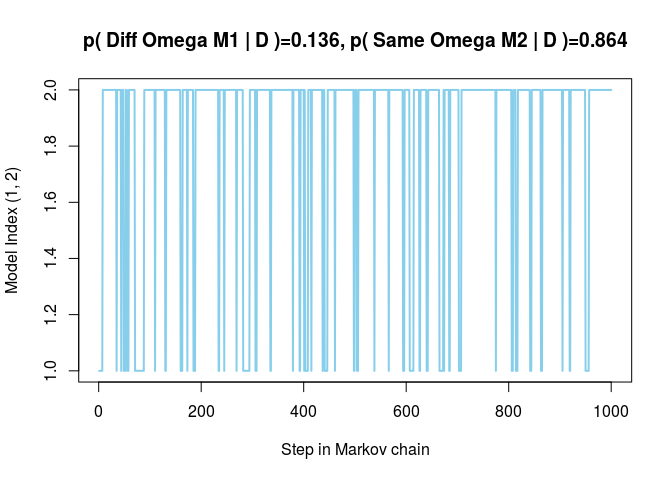 p( Diff Omega M1 | D )=0.136, p( Same Omega M2 | D )=0.864
Model Index (1, 2)
2.0
1.8
1.6
1.4
1.2
1.0
0 200 400 600 800 1000
Step in Markov chain